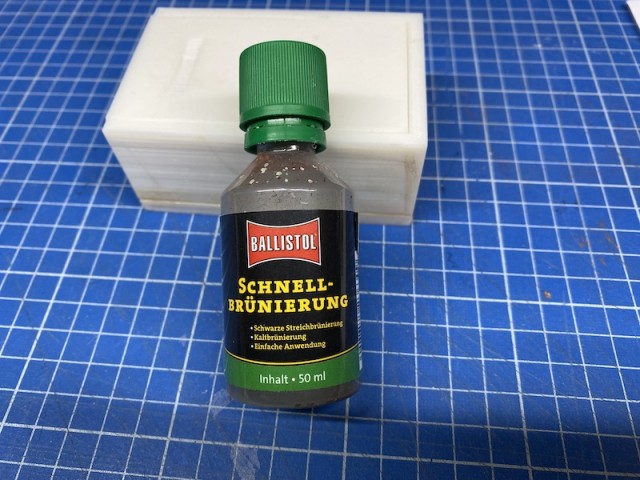 BALLISTOL
SCHNELL-
BRÜNIERUNG
• Schwarze Streichbrünierung
• Kaltbrünierung
• Einfache Anwendung
Inhalt • 50 ml